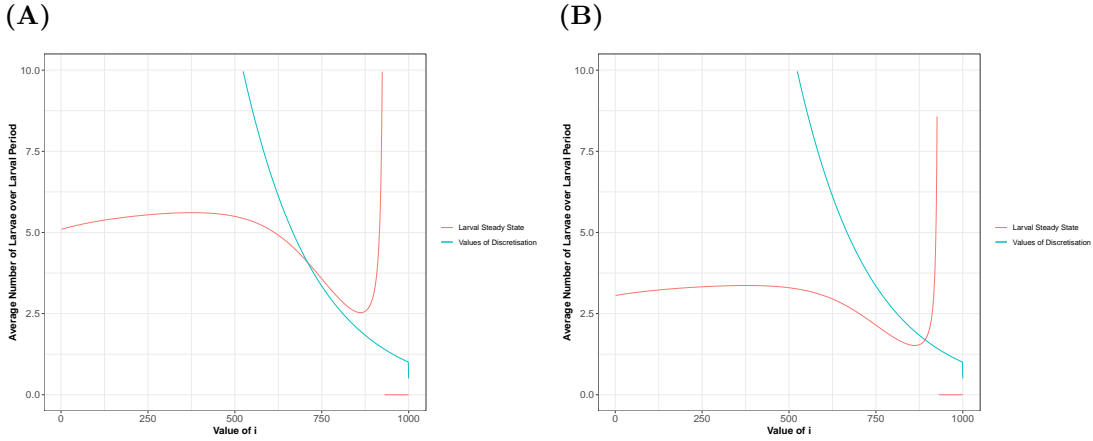 (A)
10.0
7.5
5.0
2.5
0.0
0
250
500
750
1000
Value of i
Average Number of Larvae over Larval Period
Larval Steady State
Values of Discretisation
(B)
10.0
7.5
5.0
2.5
0.0
0
250
500
750
1000
Value of i
Average Number of Larvae over Larval Period
Larval Steady State
Values of Discretisation